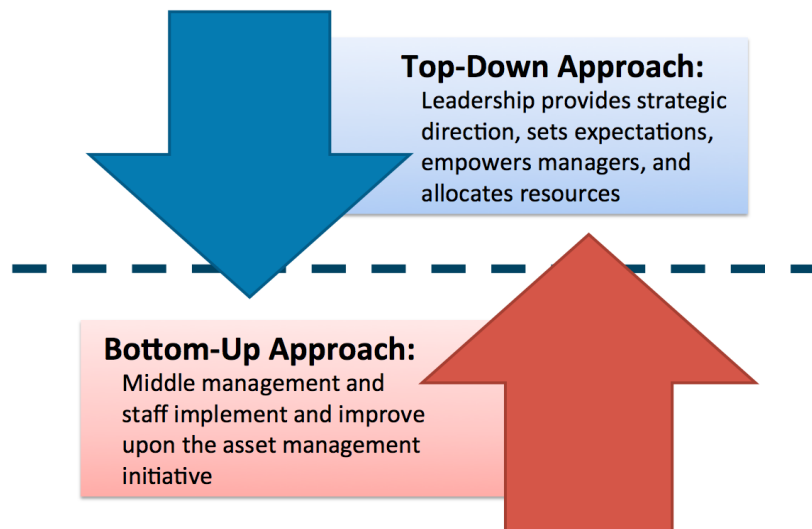 Top-Down Approach:
Leadership provides strategic
direction, sets expectations,
empowers managers, and
allocates resources
Bottom-Up Approach:
Middle management and
staff implement and improve
upon the asset management
initiative